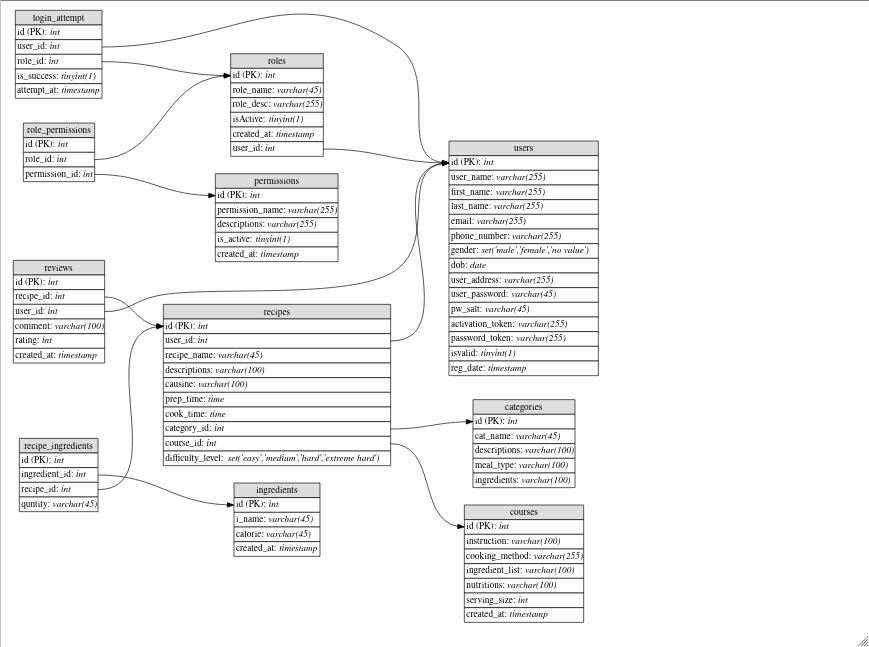 login_attempt
id (PK): int
user_id: int
role_id: int
is_success: tinyint(1)
attempt_at: timestamp
roles
id (PK): int
role_name: varchar(45)
role_desc: varchar(255)
isActive: tinyint(1)
created_at: timestamp
user_id: int
role_permissions
id (PK): int
role_id: int
permission_id: int
permissions
id (PK): int
permission_name: varchar(255)
descriptions: varchar(255)
is_active: tinyint(1)
created_at: timestamp
users
id (PK): int
user_name: varchar(255)
first_name: varchar(255)
last_name: varchar(255)
email: varchar(255)
phone_number: varchar(255)
gender: set('male','female','no value')
dob: date
user_address: varchar(255)
user_password: varchar(45)
pw_salt: varchar(45)
activation_token: varchar(255)
password_token: varchar(255)
isvalid: tinyint(1)
reg_date: timestamp
reviews
id (PK): int
recipe_id: int
user_id: int
comment: varchar(100)
rating: int
created_at: timestamp
recipes
id (PK): int
user_id: int
recipe_name: varchar(45)
descriptions: varchar(100)
causine: varchar(100)
prep_time: time
cook_time: time
category_id: int
course_id: int
difficulty_level: set('easy','medium','hard','extreme hard')
categories
id (PK): int
cat_name: varchar(45)
descriptions: varchar(100)
meal_type: varchar(100)
ingredients: varchar(100)
recipe_ingredients
id (PK): int
ingredient_id: int
recipe_id: int
quntity: varchar(45)
ingredients
id (PK): int
i_name: varchar(45)
calorie: varchar(45)
created_at: timestamp
courses
id (PK): int
instruction: varchar(100)
cooking_method: varchar(255)
ingredient_list: varchar(100)
nutritions: varchar(100)
serving_size: int
created_at: timestamp